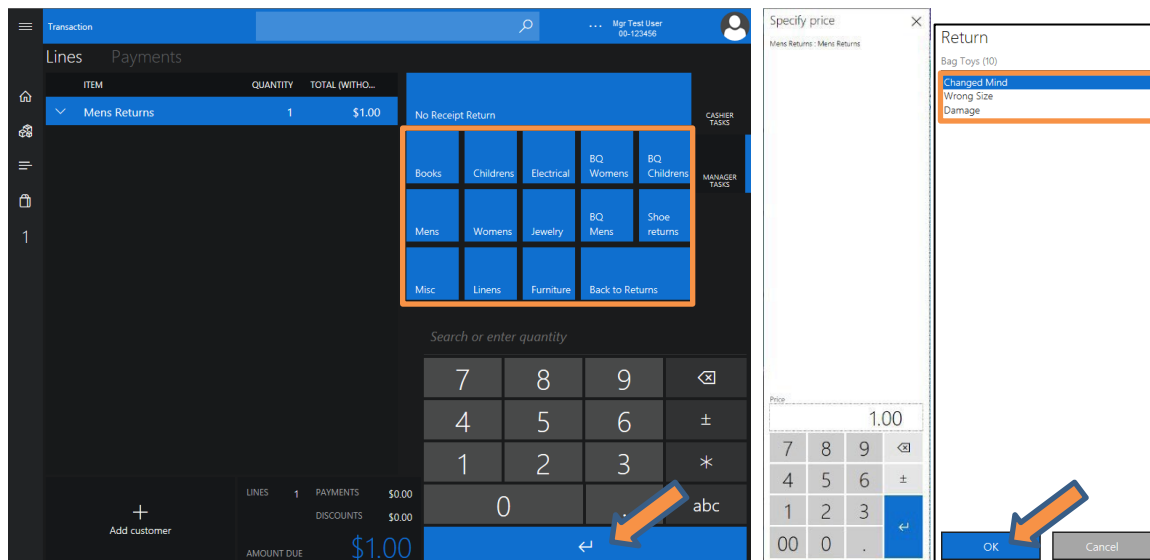 Transaction
··· Mgr Test User
00-123456
Lines Payments
ITEM QUANTITY TOTAL (WITHO...
Mens Returns 1 $1.00
1
No Receipt Return
CASHIER
TASKS
MANAGER
TASKS
Books Childrens Electrical BQ Womens BQ Childrens
Mens Womens Jewelry BQ Mens Shoe returns
Misc Linens Furniture Back to Returns
Search or enter quantity
7 8 9
4 5 6 ±
1 2 3 *
0 . abc
Add customer
LINES 1 PAYMENTS $0.00
DISCOUNTS $0.00
AMOUNT DUE $1.00
Specify price
Mens Returns : Mens Returns
Price
1.00
7 8 9
4 5 6 ±
1 2 3
00 0 .
Return
Bag Toys (10)
Changed Mind
Wrong Size
Damage
OK Cancel